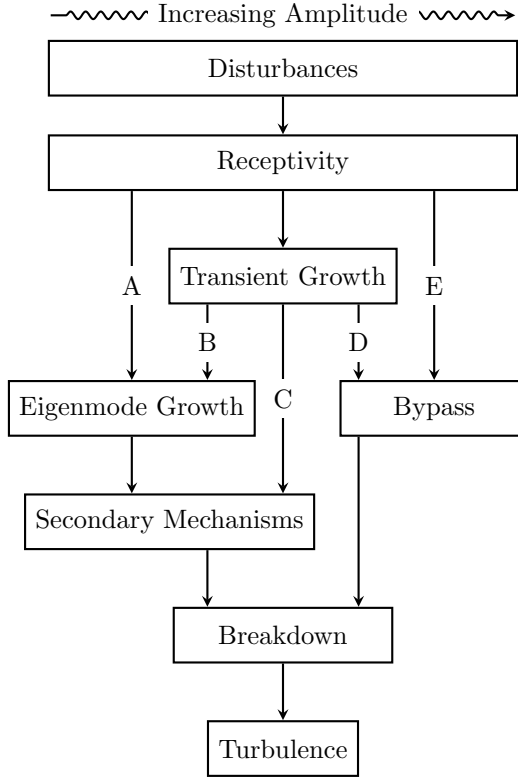 Increasing Amplitude
Disturbances
Receptivity
Transient Growth
A
E
B
D
C
Eigenmode Growth
Bypass
Secondary Mechanisms
Breakdown
Turbulence